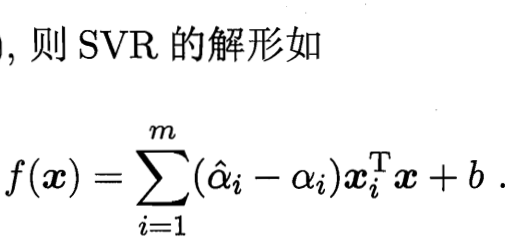 ), 则 SVR 的解形如
f(x) = ∑_{i=1}^{m} (α̂_i − α_i) x_i^T x + b .